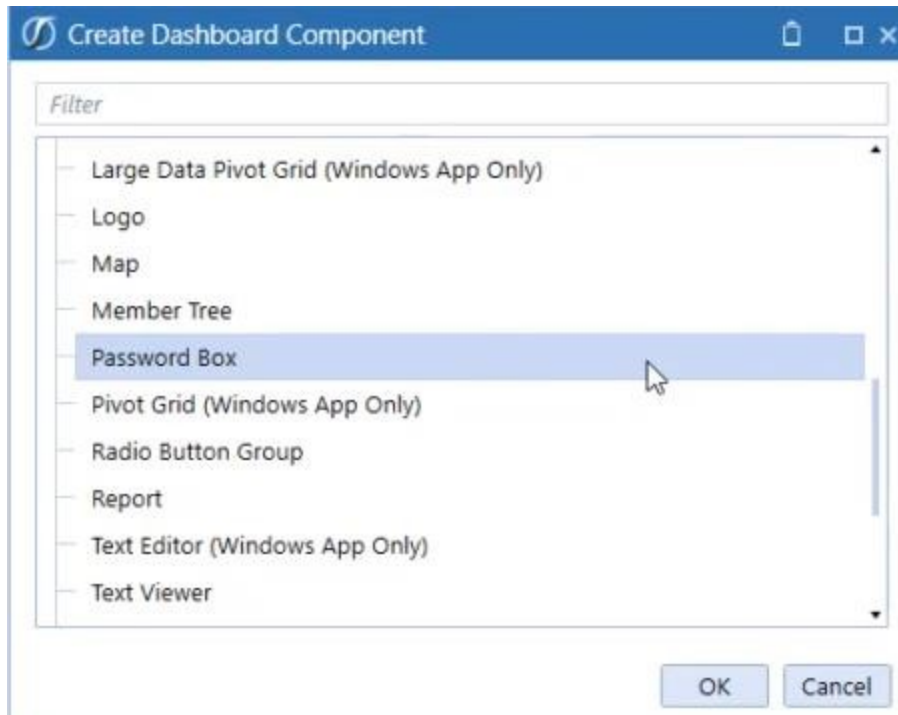 Create Dashboard Component
Filter
Large Data Pivot Grid (Windows App Only)
Logo
Map
Member Tree
Password Box
Pivot Grid (Windows App Only)
Radio Button Group
Report
Text Editor (Windows App Only)
Text Viewer
OK Cancel